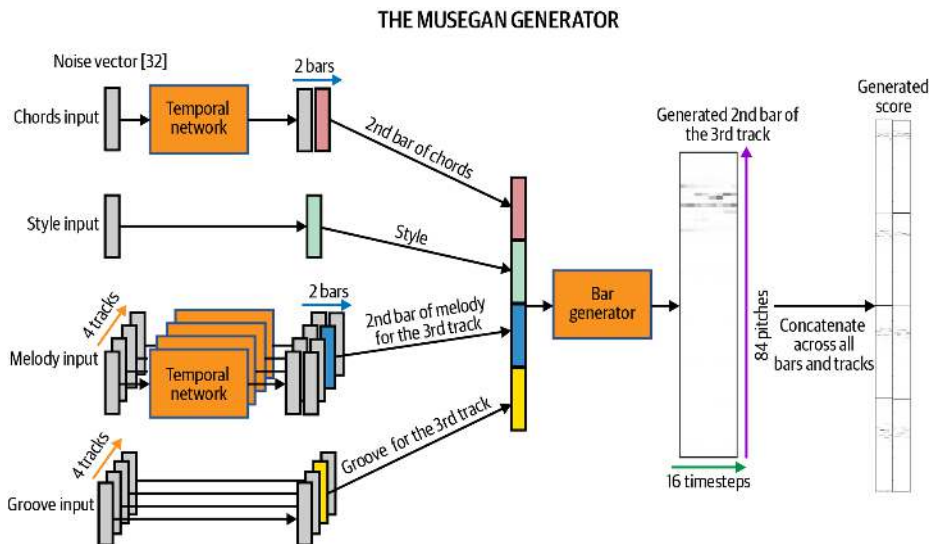 THE MUSEGAN GENERATOR
Noise vector [32]
2 bars
Chords input
Temporal
network
2nd bar of chords
Style input
Style
4 tracks
2 bars
Melody input
Temporal
network
2nd bar of melody
for the 3rd track
4 tracks
Groove input
Groove for the 3rd track
Bar
generator
Generated 2nd bar of
the 3rd track
84 pitches
16 timesteps
Concatenate
across all
bars and tracks
Generated
score